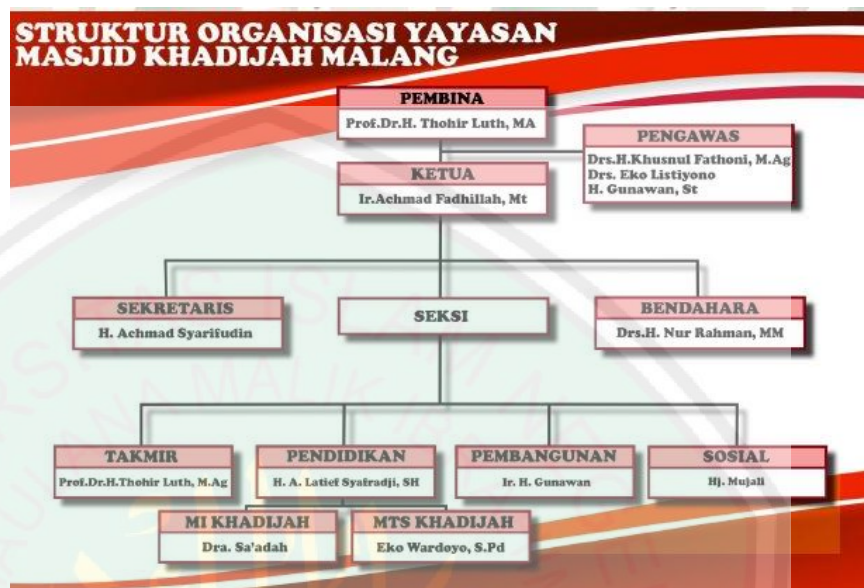 STRUKTUR ORGANISASI YAYASAN
MASJID KHADIJAH MALANG
PEMBINA
Prof.Dr.H. Thohir Luth, MA
PENGAWAS
Drs.H.Khusnul Fathoni, M.Ag
Drs. Eko Listiyono
H. Gunawan, St
KETUA
Ir.Achmad Fadhillah, Mt
SEKRETARIS
H. Achmad Syarifudin
SEKSI
BENDAHARA
Drs.H. Nur Rahman, MM
TAKMIR
Prof.Dr.H.Thohir Luth, M.Ag
PENDIDIKAN
H. A. Latief Syafradji, SH
PEMBANGUNAN
Ir. H. Gunawan
SOSIAL
Hj. Mujali
MI KHADIJAH
Dra. Sa'adah
MTS KHADIJAH
Eko Wardoyo, S.Pd